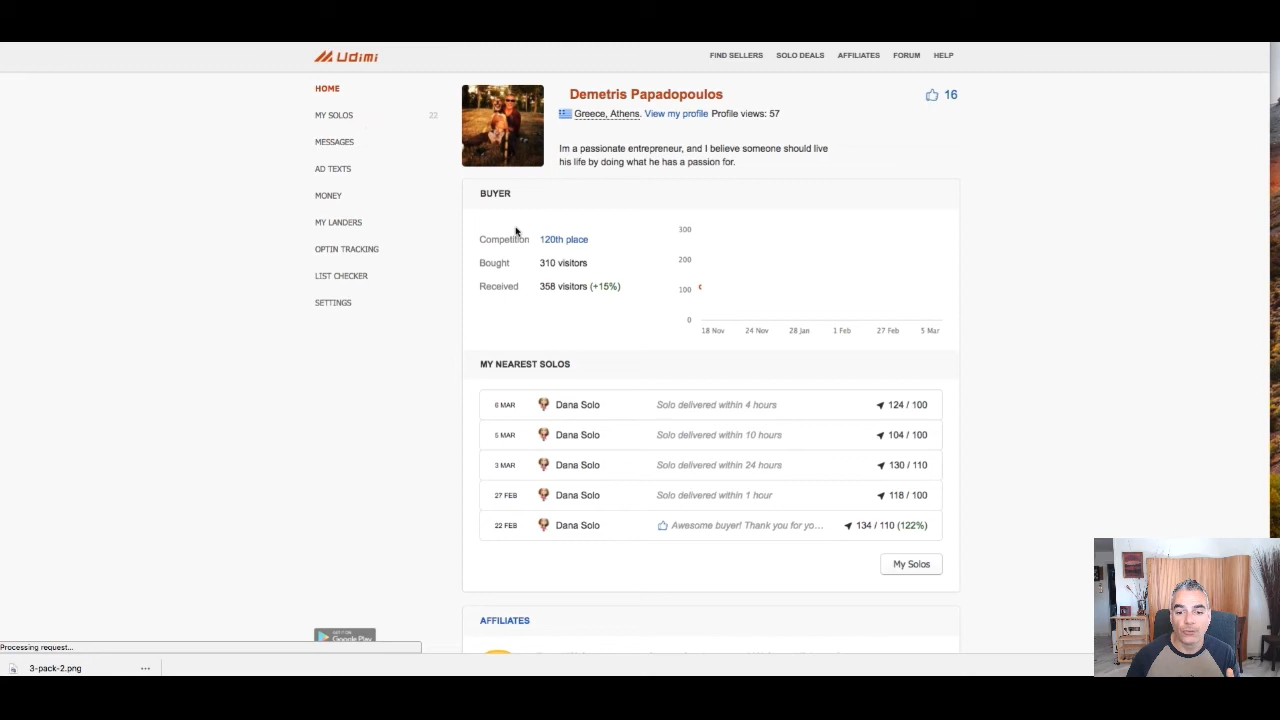 Udimi
FIND SELLERS SOLO DEALS AFFILIATES FORUM HELP
HOME
MY SOLOS 22
MESSAGES
AD TEXTS
MONEY
MY LANDERS
OPTIN TRACKING
LIST CHECKER
SETTINGS
Demetris Papadopoulos
16
Greece, Athens. View my profile Profile views: 57
Im a passionate entrepreneur, and I believe someone should live
his life by doing what he has a passion for.
BUYER
Competition 120th place
Bought 310 visitors
Received 358 visitors (+15%)
300
200
100
0
18 Nov 24 Nov 28 Jan 1 Feb 27 Feb 5 Mar
MY NEAREST SOLOS
6 MAR Dana Solo Solo delivered within 4 hours 124 / 100
5 MAR Dana Solo Solo delivered within 10 hours 104 / 100
3 MAR Dana Solo Solo delivered within 24 hours 130 / 110
27 FEB Dana Solo Solo delivered within 1 hour 118 / 100
22 FEB Dana Solo Awesome buyer! Thank you for yo... 134 / 110 (122%)
My Solos
AFFILIATES
GET IT ON
Google Play
Processing request...
3-pack-2.png